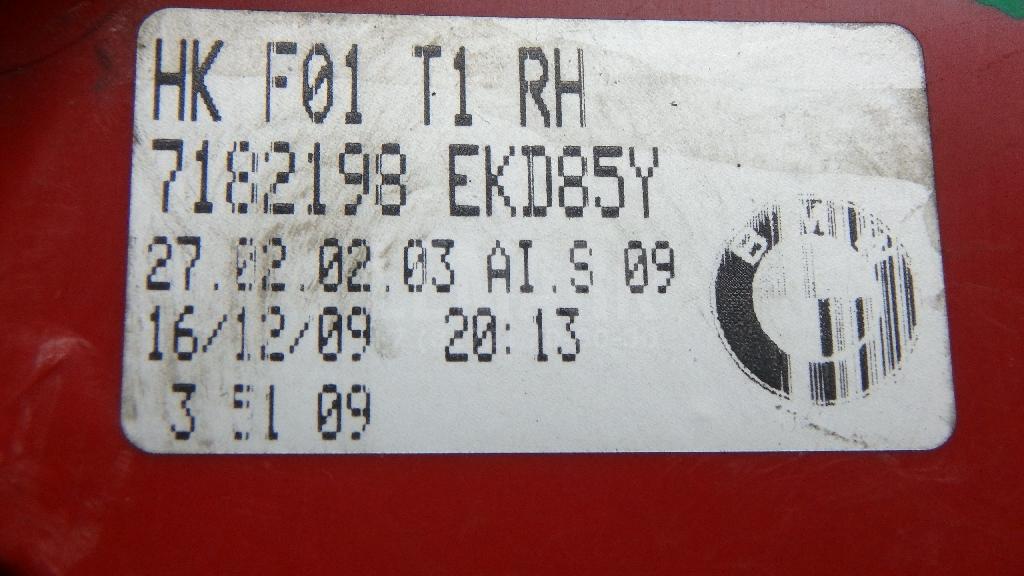 HK F01 T1 RH
7182198 EKD85Y
27.02.02.03 AI.S 09
16/12/09 20:13
3 51 09